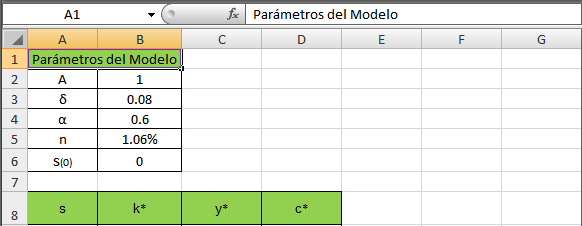 A1 fx Parámetros del Modelo
A B C D E F G
1 Parámetros del Modelo
2 A 1
3 δ 0.08
4 α 0.6
5 n 1.06%
6 s(0) 0
7
8 s k* y* c*